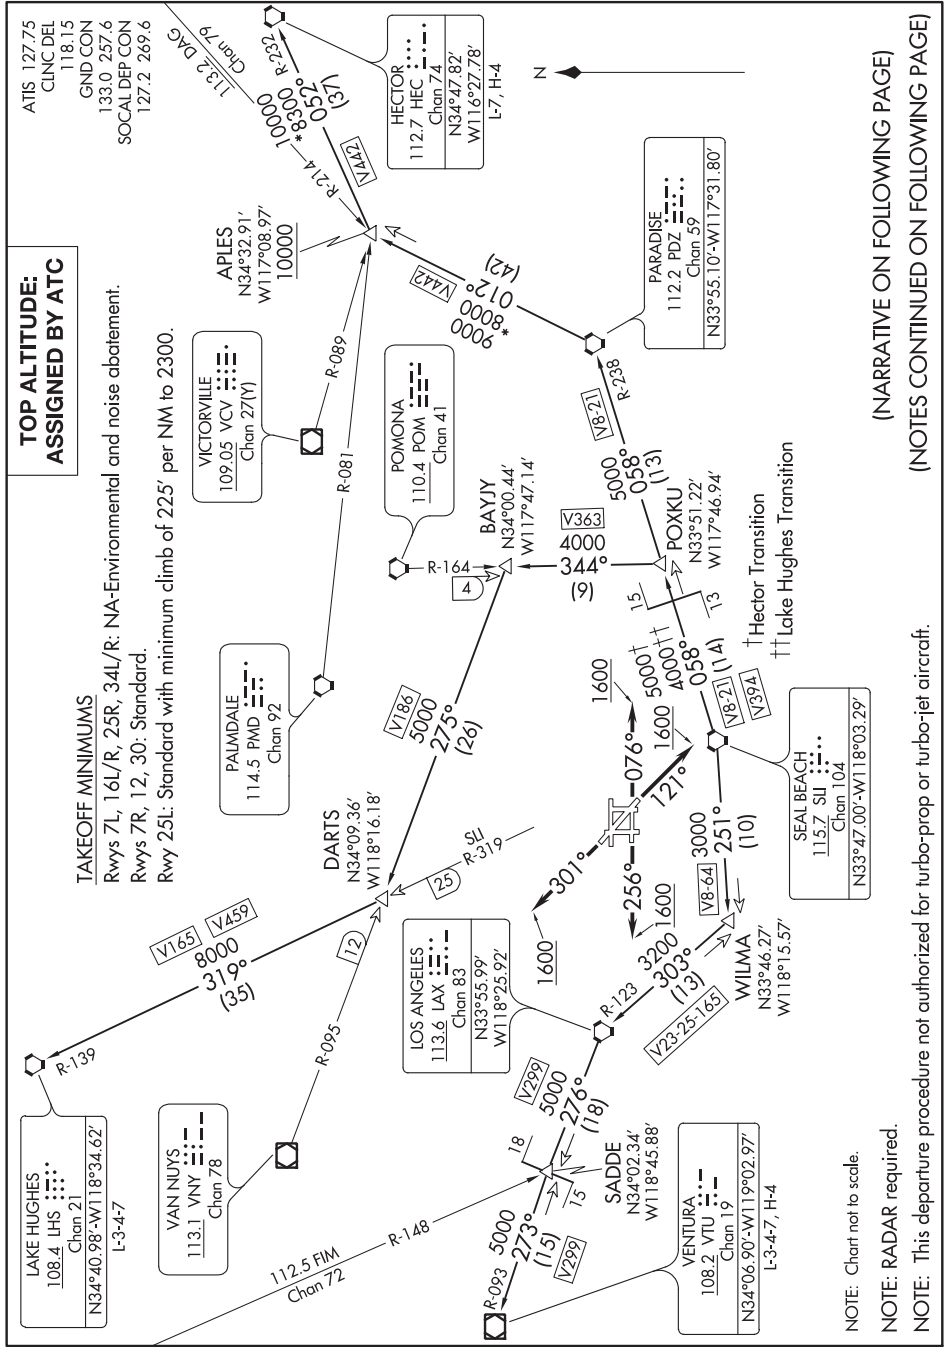 ATIS 127.75
CLNC DEL
118.15
GND CON
133.0 257.6
SOCAL DEP CON
127.2 269.6
TOP ALTITUDE:
ASSIGNED BY ATC
TAKEOFF MINIMUMS
Rwys 7L, 16L/R, 25R, 34L/R: NA-Environmental and noise abatement.
Rwys 7R, 12, 30: Standard.
Rwy 25L: Standard with minimum climb of 225' per NM to 2300.
LAKE HUGHES
108.4 LHS
Chan 21
N34°40.98'-W118°34.62'
L-3-4-7
R-139
V165
V459
8000
319°
(35)
VAN NUYS
113.1 VNY
Chan 78
R-095
12
DARTS
N34°09.36'
W118°16.18'
25
SLI
R-319
PALMDALE
114.5 PMD
Chan 92
R-081
VICTORVILLE
109.05 VCV
Chan 27(Y)
R-089
POMONA
110.4 POM
Chan 41
R-164
4
V186
5000
275°
(26)
BAYJY
N34°00.44'
W117°47.14'
APLES
N34°32.91'
W117°08.97'
10000
R-214
113.2 DAG
Chan 79
10000
*8300
052°
(37)
R-232
V442
HECTOR
112.7 HEC
Chan 74
N34°47.82'
W116°27.78'
L-7, H-4
N
9000
*8000
012°
(42)
V442
PARADISE
112.2 PDZ
Chan 59
N33°55.10'-W117°31.80'
R-238
V8-21
5000
058°
(13)
V363
4000
344°
(9)
POXKU
N33°51.22'
W117°46.94'
15
13
5000†
4000††
058°
(14)
V8-21
V394
† Hector Transition
†† Lake Hughes Transition
1600
076°
1600
121°
301°
1600
256°
1600
SEAL BEACH
115.7 SLI
Chan 104
N33°47.00'-W118°03.29'
3000
251°
(10)
V8-64
WILMA
N33°46.27'
W118°15.57'
3200
303°
(13)
V23-25-165
R-123
LOS ANGELES
113.6 LAX
Chan 83
N33°55.99'
W118°25.92'
V299
5000
276°
(18)
18
15
SADDE
N34°02.34'
W118°45.88'
112.5 FIM
Chan 72
R-148
5000
273°
(15)
V299
R-093
VENTURA
108.2 VTU
Chan 19
N34°06.90'-W119°02.97'
L-3-4-7, H-4
(NARRATIVE ON FOLLOWING PAGE)
(NOTES CONTINUED ON FOLLOWING PAGE)
NOTE: Chart not to scale.
NOTE: RADAR required.
NOTE: This departure procedure not authorized for turbo-prop or turbo-jet aircraft.